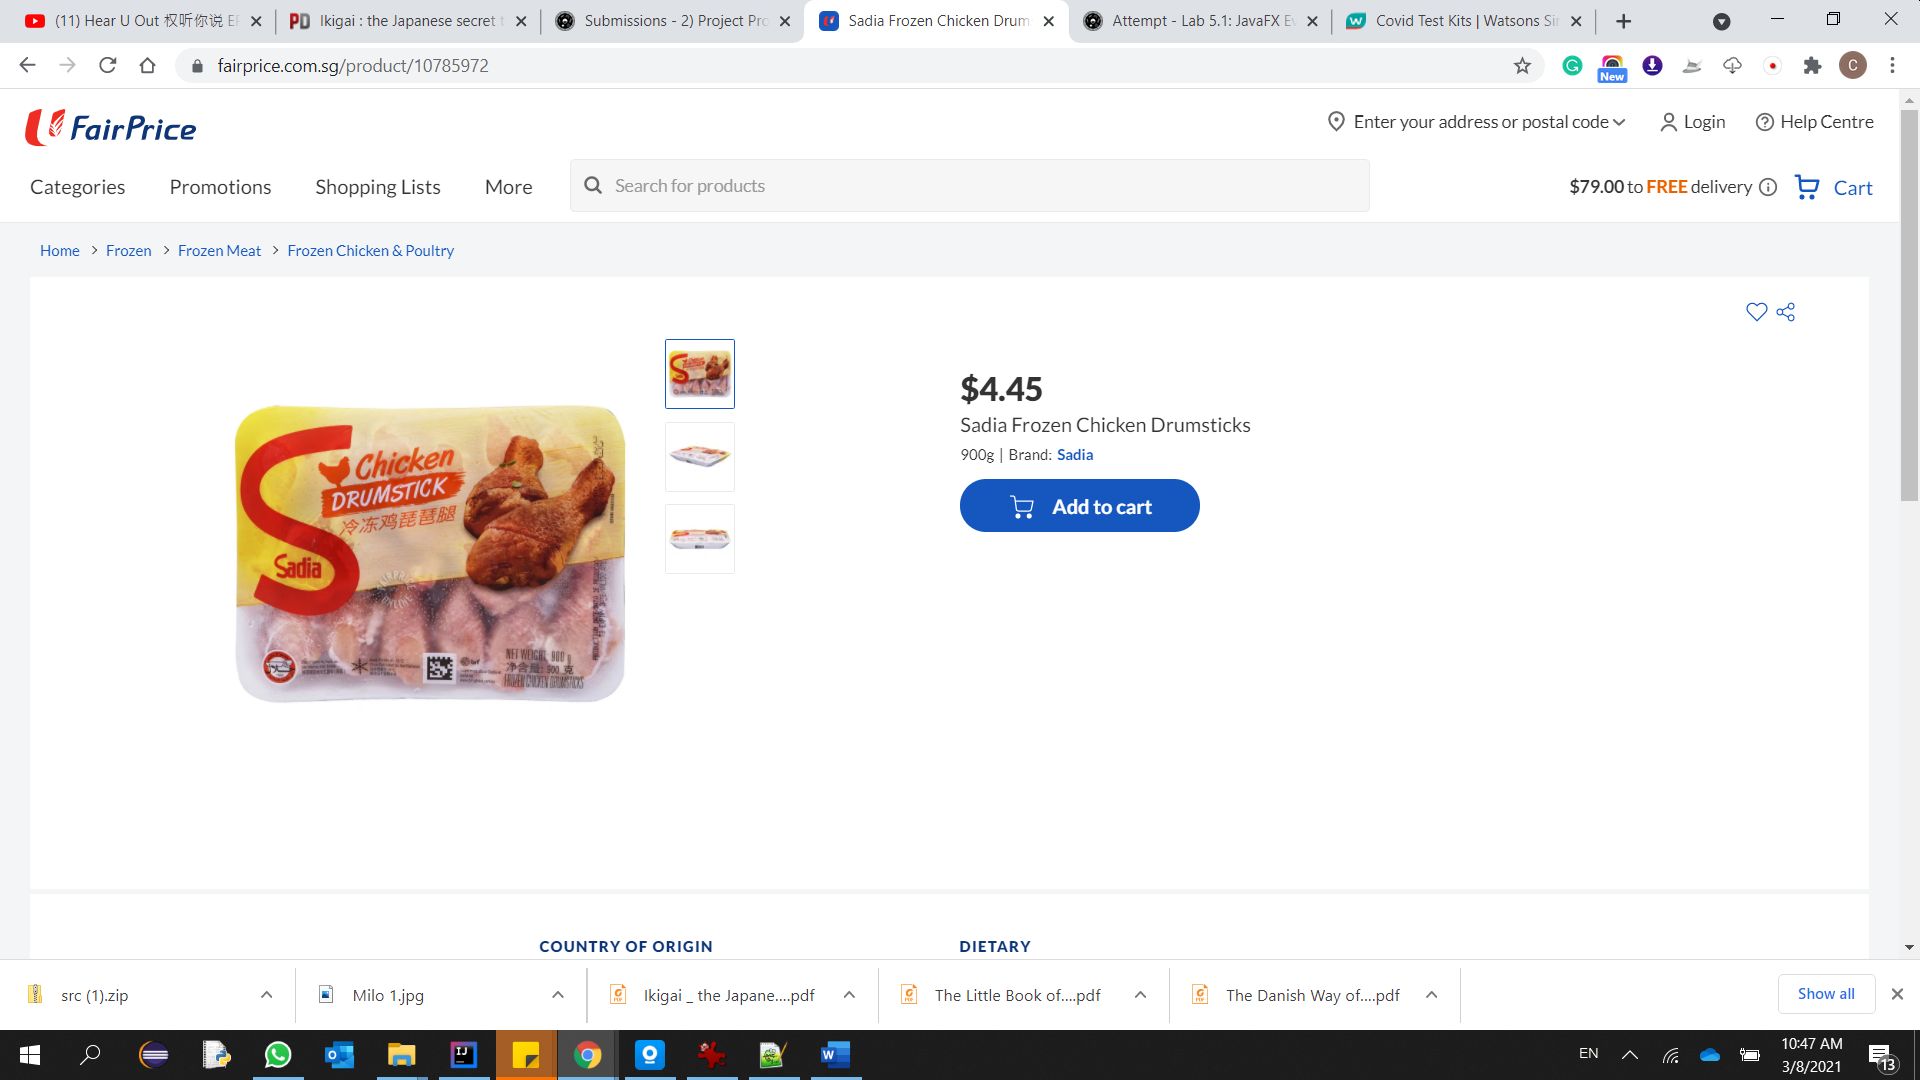 (11) Hear U Out 权听你说 EP
Ikigai : the Japanese secret t
Submissions - 2) Project Pro
Sadia Frozen Chicken Drum
Attempt - Lab 5.1: JavaFX Ev
Covid Test Kits | Watsons Sin
fairprice.com.sg/product/10785972
New
C
FairPrice
Enter your address or postal code
Login
Help Centre
Categories
Promotions
Shopping Lists
More
Search for products
$79.00 to FREE delivery
Cart
Home > Frozen > Frozen Meat > Frozen Chicken & Poultry
Chicken
DRUMSTICK
冷冻鸡琵琶腿
Sadia
NET WEIGHT: 900 g
净含量: 900 克
FROZEN CHICKEN DRUMSTICKS
$4.45
Sadia Frozen Chicken Drumsticks
900g | Brand: Sadia
Add to cart
COUNTRY OF ORIGIN
DIETARY
src (1).zip
Milo 1.jpg
Ikigai _ the Japane....pdf
The Little Book of....pdf
The Danish Way of....pdf
Show all
EN
10:47 AM
3/8/2021
13